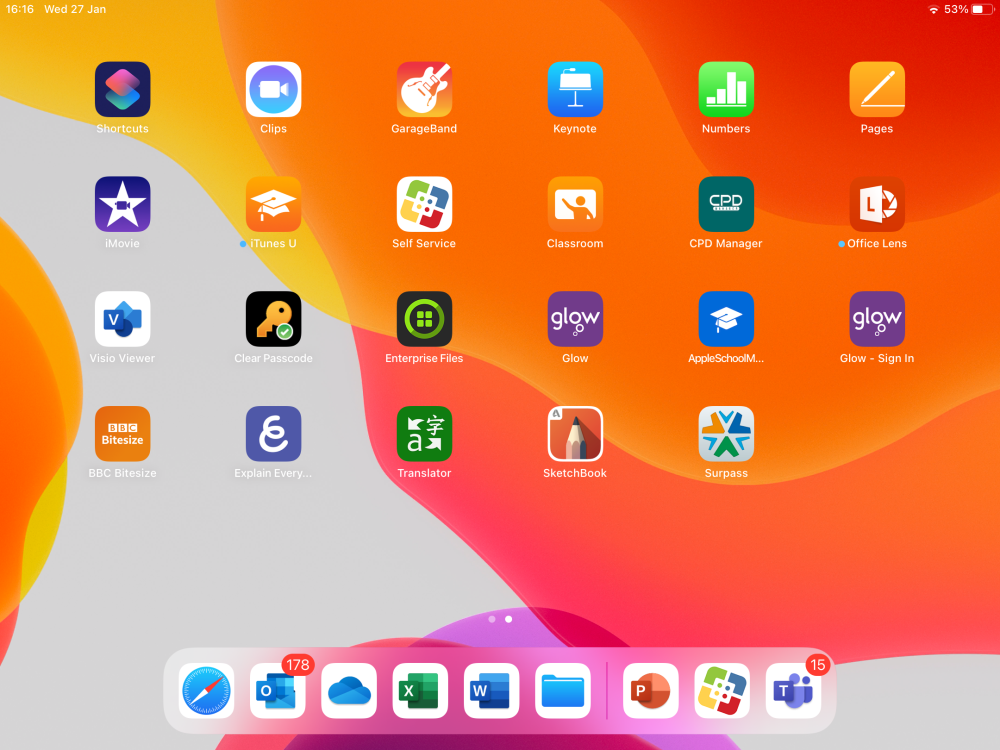 16:16 Wed 27 Jan 53%
Shortcuts Clips GarageBand Keynote Numbers Pages
CPD
L
iMovie iTunes U Self Service Classroom CPD Manager Office Lens
V glow glow
Visio Viewer Clear Passcode Enterprise Files Glow AppleSchoolM... Glow - Sign In
BBC
Bitesize
a 字
BBC Bitesize Explain Every... Translator SketchBook Surpass
178 15
O X W P T